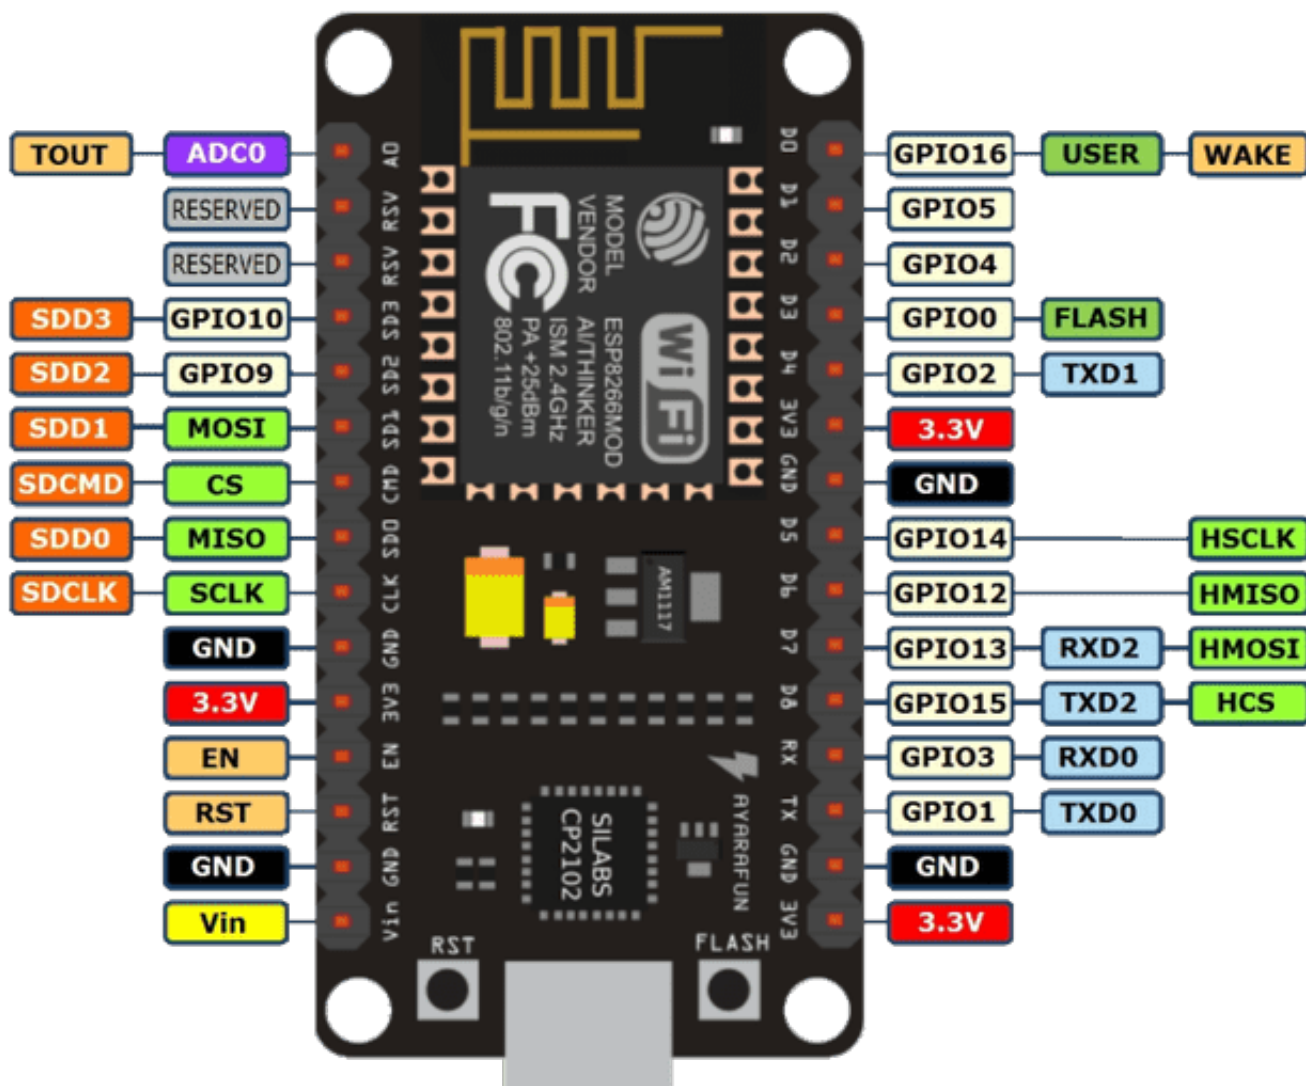 TOUT ADC0 A0 D0 GPIO16 USER WAKE
RESERVED RSV D1 GPIO5
RESERVED RSV D2 GPIO4
SDD3 GPIO10 SD3 D3 GPIO0 FLASH
SDD2 GPIO9 SD2 D4 GPIO2 TXD1
SDD1 MOSI SD1 3V3 3.3V
SDCMD CS CMD GND GND
SDD0 MISO SD0 D5 GPIO14 HSCLK
SDCLK SCLK CLK D6 GPIO12 HMISO
GND GND D7 GPIO13 RXD2 HMOSI
3.3V 3V3 D8 GPIO15 TXD2 HCS
EN EN RX GPIO3 RXD0
RST RST TX GPIO1 TXD0
GND GND GND GND
Vin Vin 3V3 3.3V
MODEL ESP8266MOD
VENDOR AI/THINKER
ISM 2.4GHz
PA +25dBm
802.11b/g/n
FC
Wi Fi
AM1117
SILABS
CP2102
AYARAFUN
RST
FLASH